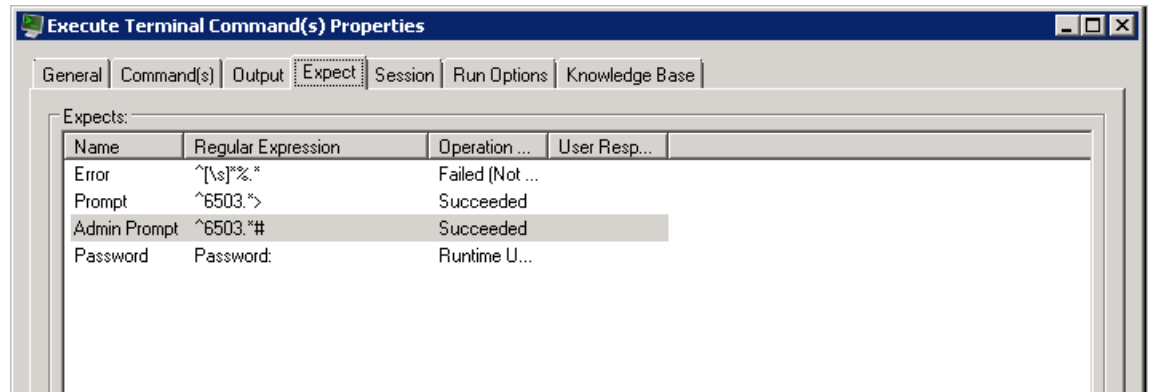 Execute Terminal Command(s) Properties
General Command(s) Output Expect Session Run Options Knowledge Base
Expects:
Name Regular Expression Operation ... User Resp...
Error ^[\s]*%.* Failed (Not ...
Prompt ^6503.*> Succeeded
Admin Prompt ^6503.*# Succeeded
Password Password: Runtime U...